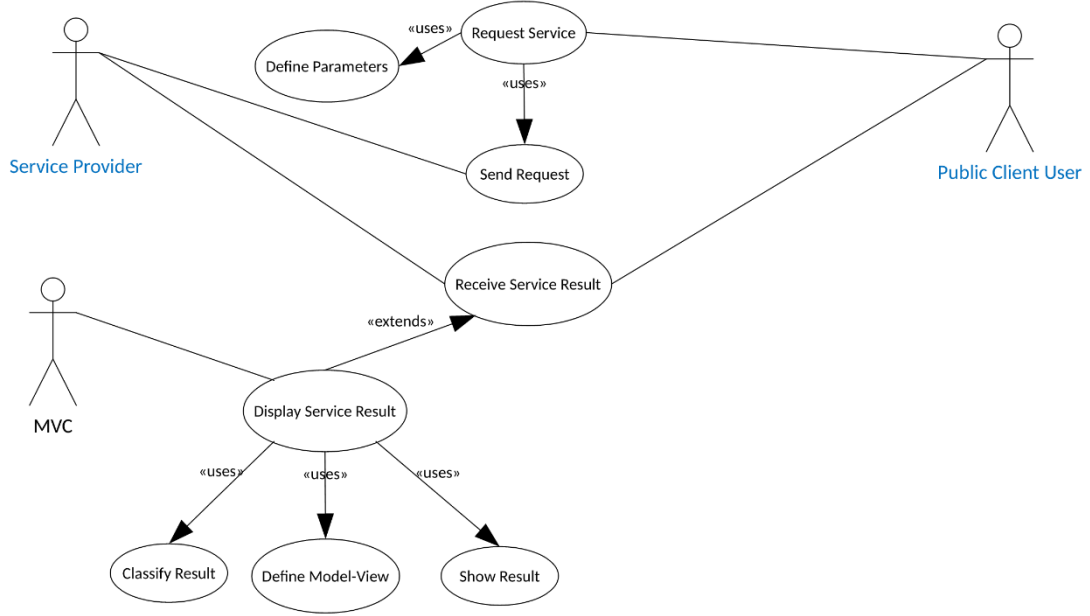 «uses»
Request Service
Define Parameters
«uses»
Service Provider
Send Request
Public Client User
Receive Service Result
«extends»
MVC
Display Service Result
«uses»
«uses»
«uses»
Classify Result
Define Model-View
Show Result